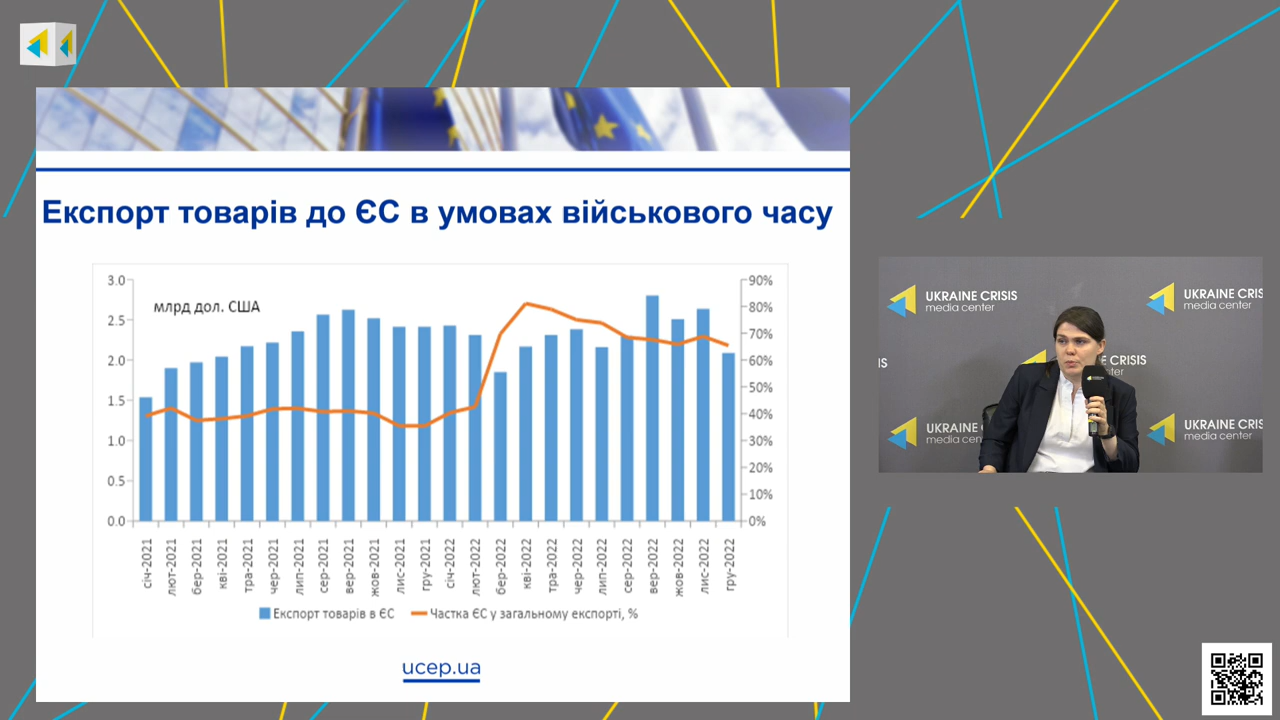 Експорт товарів до ЄС в умовах військового часу
млрд дол. США
3.0
2.5
2.0
1.5
1.0
0.5
0.0
90%
80%
70%
60%
50%
40%
30%
20%
10%
0%
січ-2021
лют-2021
бер-2021
кві-2021
тра-2021
чер-2021
лип-2021
сер-2021
вер-2021
жов-2021
лис-2021
гру-2021
січ-2022
лют-2022
бер-2022
кві-2022
тра-2022
чер-2022
лип-2022
сер-2022
вер-2022
жов-2022
лис-2022
гру-2022
Експорт товарів в ЄС
Частка ЄС у загальному експорті, %
ucep.ua
UKRAINE CRISIS
media center
UKRAINE CRIS
media center
IS
CRISIS
ter
UKRAINE C
media cen
UKRAINE CRIS
media center